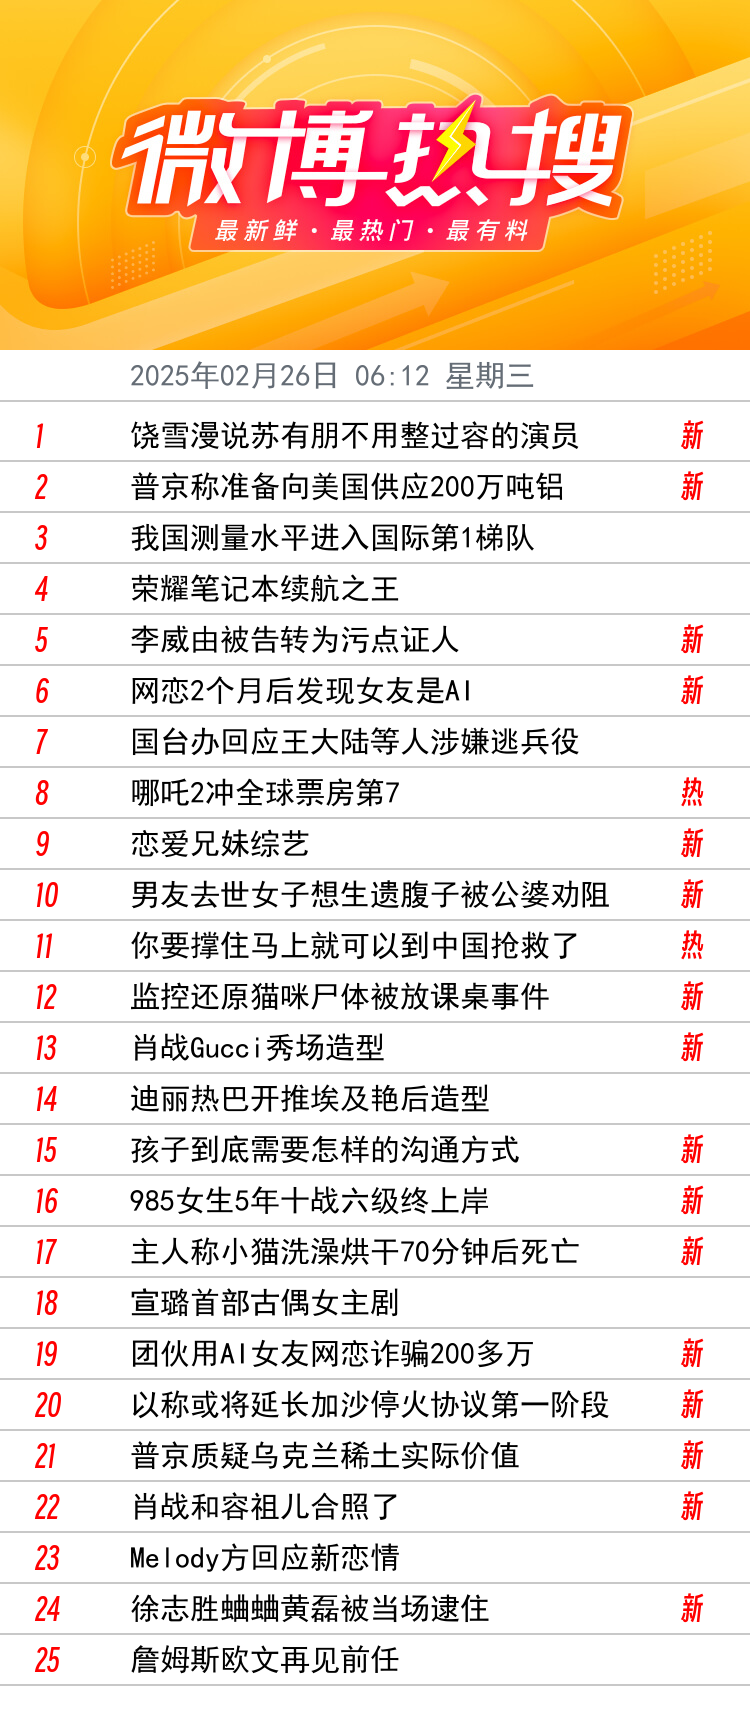 微博热搜
最新鲜·最热门·最有料
2025年02月26日 06:12 星期三
1 饶雪漫说苏有朋不用整过容的演员 新
2 普京称准备向美国供应200万吨铝 新
3 我国测量水平进入国际第1梯队
4 荣耀笔记本续航之王
5 李威由被告转为污点证人 新
6 网恋2个月后发现女友是AI 新
7 国台办回应王大陆等人涉嫌逃兵役
8 哪吒2冲全球票房第7 热
9 恋爱兄妹综艺 新
10 男友去世女子想生遗腹子被公婆劝阻 新
11 你要撑住马上就可以到中国抢救了 热
12 监控还原猫咪尸体被放课桌事件 新
13 肖战Gucci秀场造型 新
14 迪丽热巴开推埃及艳后造型
15 孩子到底需要怎样的沟通方式 新
16 985女生5年十战六级终上岸 新
17 主人称小猫洗澡烘干70分钟后死亡 新
18 宣璐首部古偶女主剧
19 团伙用AI女友网恋诈骗200多万 新
20 以称或将延长加沙停火协议第一阶段 新
21 普京质疑乌克兰稀土实际价值 新
22 肖战和容祖儿合照了 新
23 Melody方回应新恋情
24 徐志胜蛐蛐黄磊被当场逮住 新
25 詹姆斯欧文再见前任